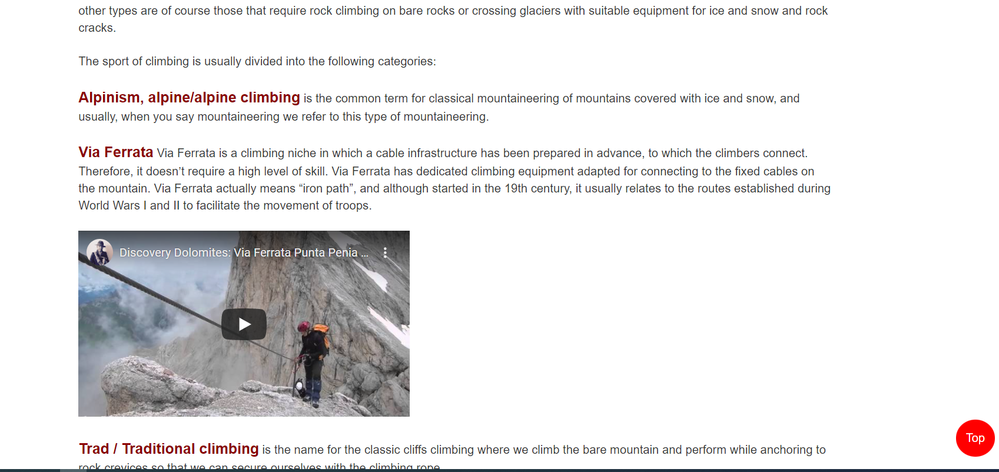 other types are of course those that require rock climbing on bare rocks or crossing glaciers with suitable equipment for ice and snow and rock
cracks.
The sport of climbing is usually divided into the following categories:
Alpinism, alpine/alpine climbing is the common term for classical mountaineering of mountains covered with ice and snow, and
usually, when you say mountaineering we refer to this type of mountaineering.
Via Ferrata Via Ferrata is a climbing niche in which a cable infrastructure has been prepared in advance, to which the climbers connect.
Therefore, it doesn’t require a high level of skill. Via Ferrata has dedicated climbing equipment adapted for connecting to the fixed cables on
the mountain. Via Ferrata actually means “iron path”, and although started in the 19th century, it usually relates to the routes established during
World Wars I and II to facilitate the movement of troops.
Discovery Dolomites: Via Ferrata Punta Penia ...
Top
Trad / Traditional climbing is the name for the classic cliffs climbing where we climb the bare mountain and perform while anchoring to
rock crevices so that we can secure ourselves with the climbing rope